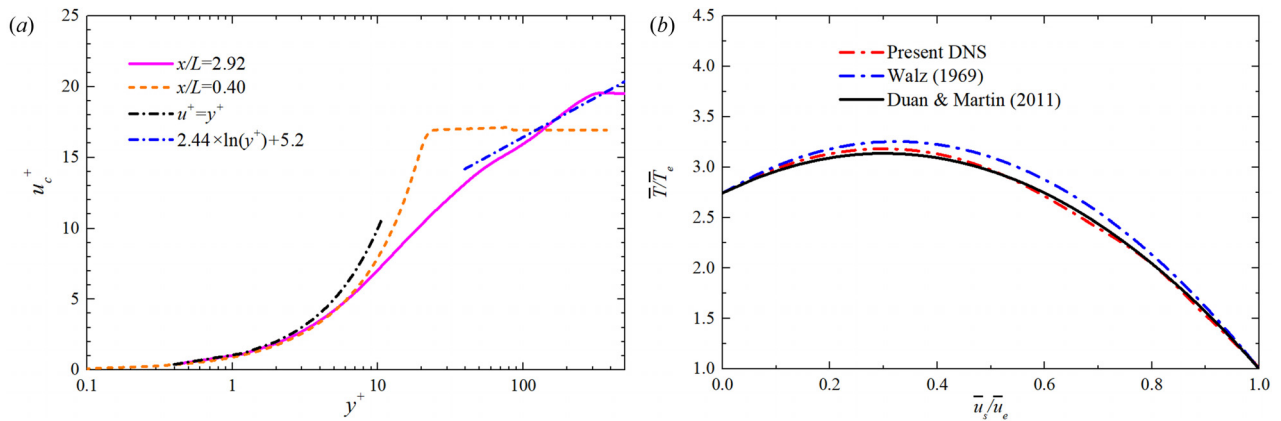 (a)
25
20
15
10
5
0
u_c^+
0.1 1 10 100
y^+
x/L=2.92
x/L=0.40
u^+=y^+
2.44×ln(y^+)+5.2
(b)
4.5
4.0
3.5
3.0
2.5
2.0
1.5
1.0
T̅/T̅_e
0.0 0.2 0.4 0.6 0.8 1.0
u̅_s/u̅_e
Present DNS
Walz (1969)
Duan & Martin (2011)